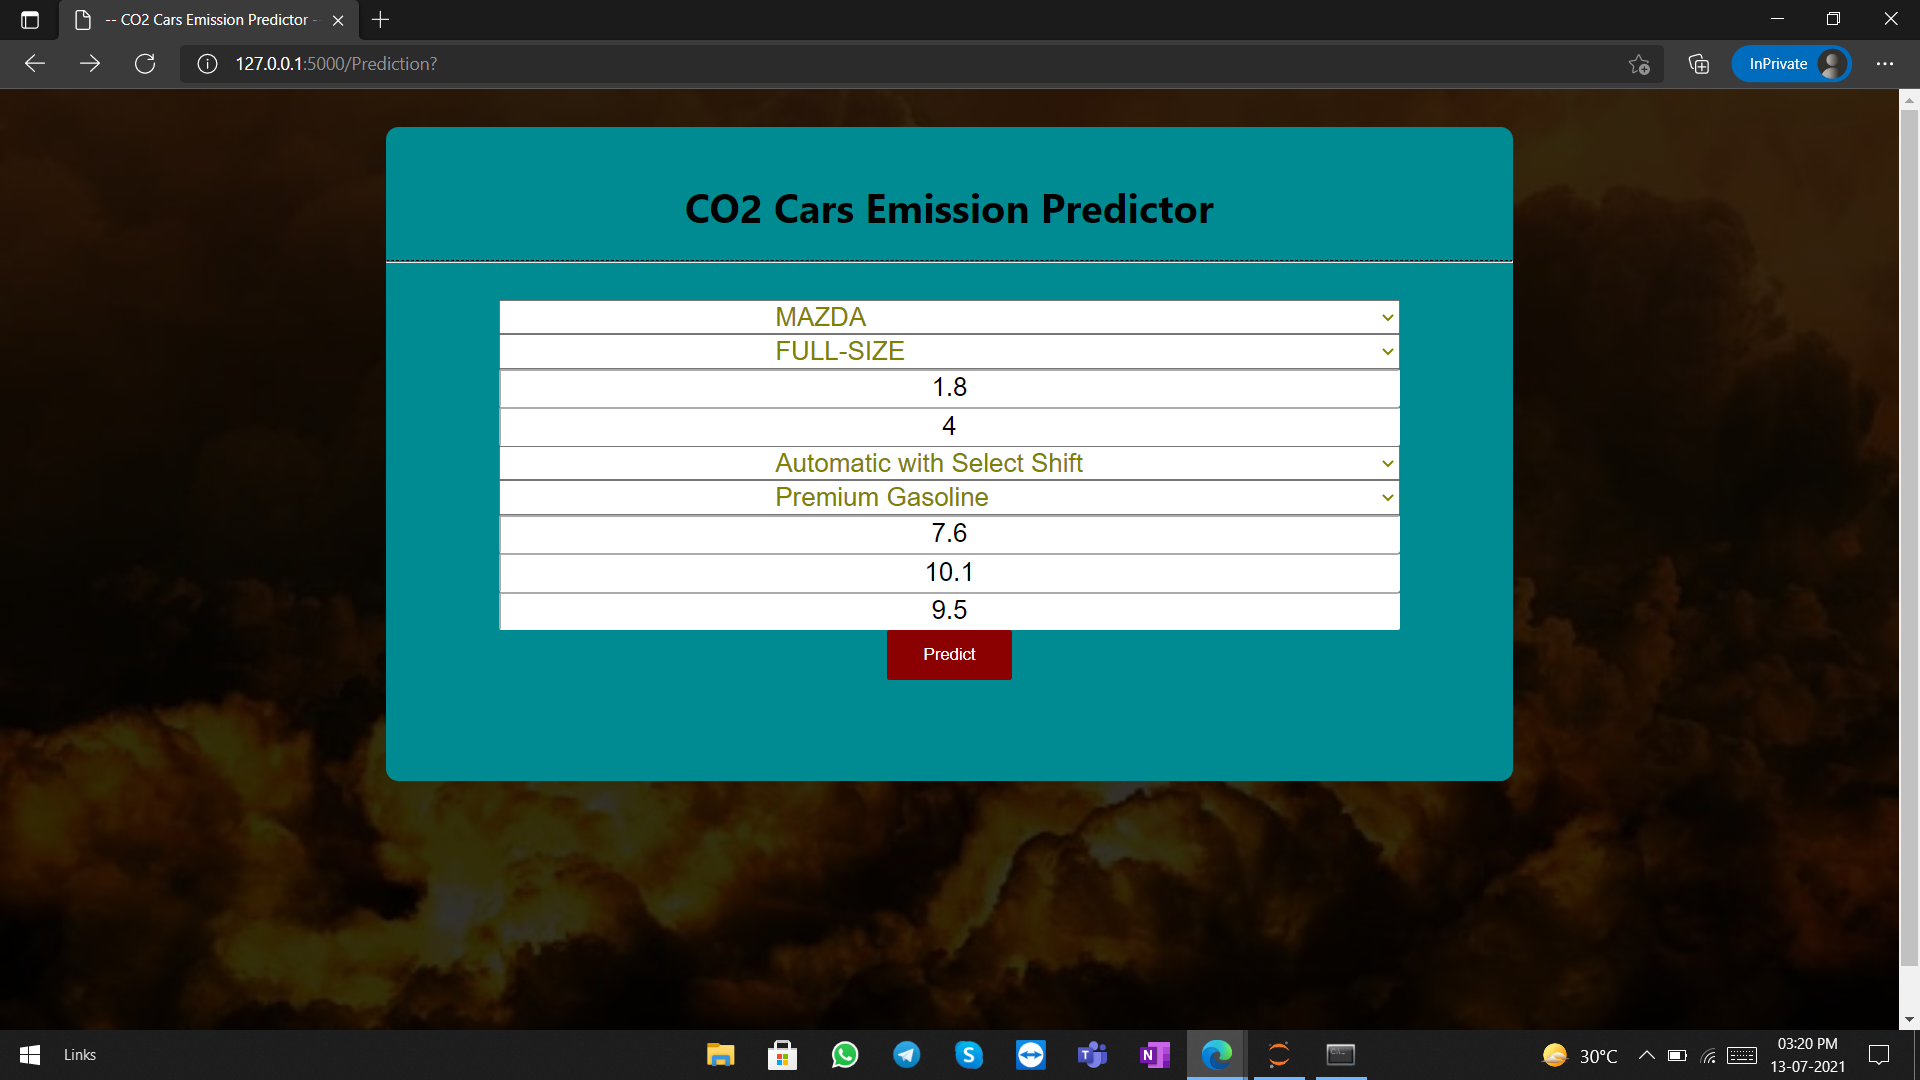 -- CO2 Cars Emission Predictor -
127.0.0.1:5000/Prediction?
InPrivate
CO2 Cars Emission Predictor
MAZDA
FULL-SIZE
1.8
4
Automatic with Select Shift
Premium Gasoline
7.6
10.1
9.5
Predict
Links
30°C
03:20 PM
13-07-2021